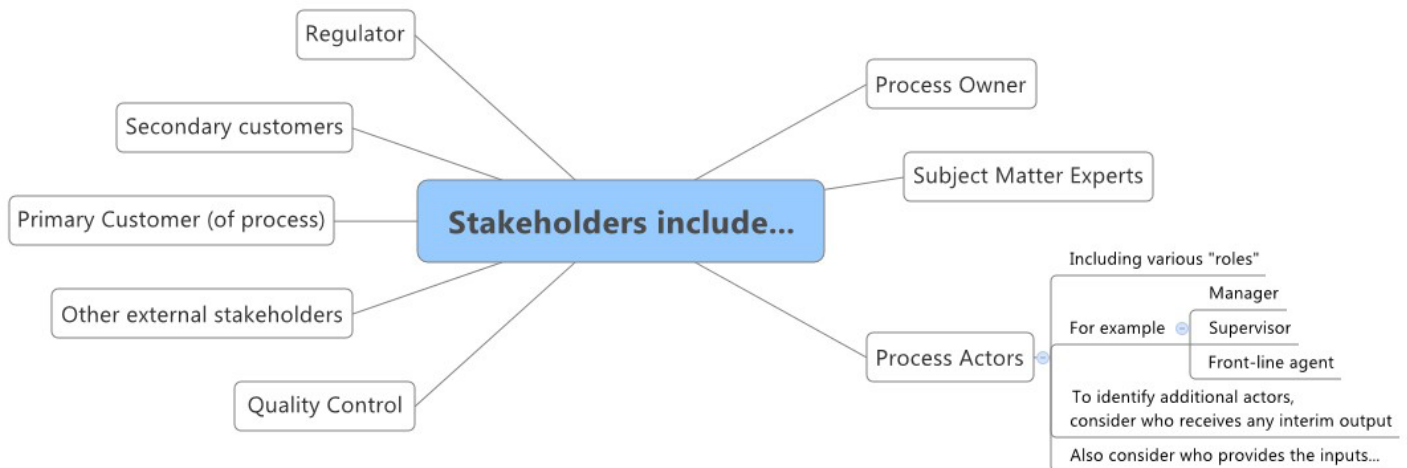 Regulator
Process Owner
Secondary customers
Subject Matter Experts
Primary Customer (of process)
Stakeholders include...
Including various "roles"
Manager
Other external stakeholders
For example
Supervisor
Process Actors
Front-line agent
Quality Control
To identify additional actors,
consider who receives any interim output
Also consider who provides the inputs...